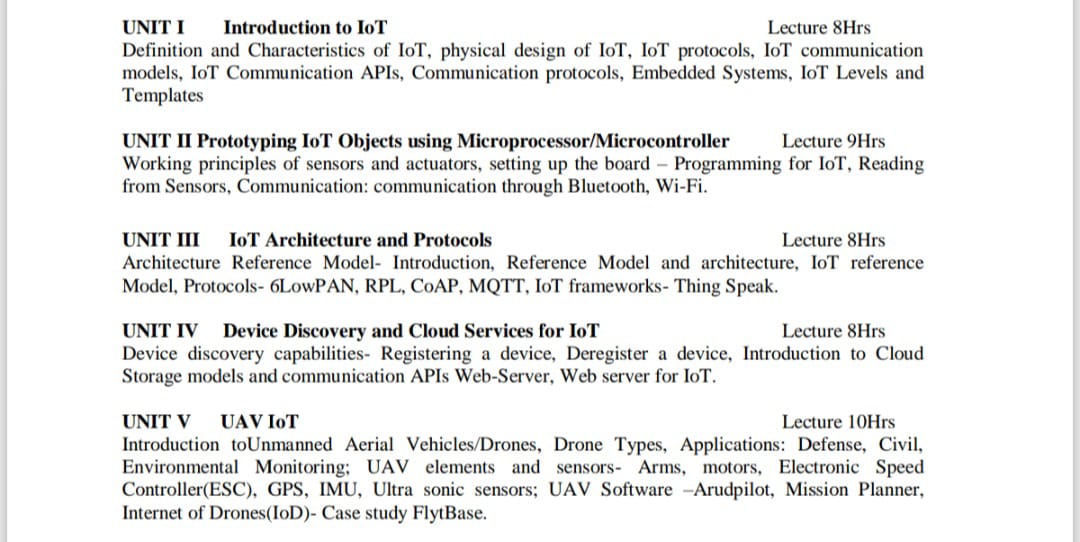 UNIT I Introduction to IoT Lecture 8Hrs
Definition and Characteristics of IoT, physical design of IoT, IoT protocols, IoT communication
models, IoT Communication APIs, Communication protocols, Embedded Systems, IoT Levels and
Templates
UNIT II Prototyping IoT Objects using Microprocessor/Microcontroller Lecture 9Hrs
Working principles of sensors and actuators, setting up the board – Programming for IoT, Reading
from Sensors, Communication: communication through Bluetooth, Wi-Fi.
UNIT III IoT Architecture and Protocols Lecture 8Hrs
Architecture Reference Model- Introduction, Reference Model and architecture, IoT reference
Model, Protocols- 6LowPAN, RPL, CoAP, MQTT, IoT frameworks- Thing Speak.
UNIT IV Device Discovery and Cloud Services for IoT Lecture 8Hrs
Device discovery capabilities- Registering a device, Deregister a device, Introduction to Cloud
Storage models and communication APIs Web-Server, Web server for IoT.
UNIT V UAV IoT Lecture 10Hrs
Introduction toUnmanned Aerial Vehicles/Drones, Drone Types, Applications: Defense, Civil,
Environmental Monitoring; UAV elements and sensors- Arms, motors, Electronic Speed
Controller(ESC), GPS, IMU, Ultra sonic sensors; UAV Software –Arudpilot, Mission Planner,
Internet of Drones(IoD)- Case study FlytBase.